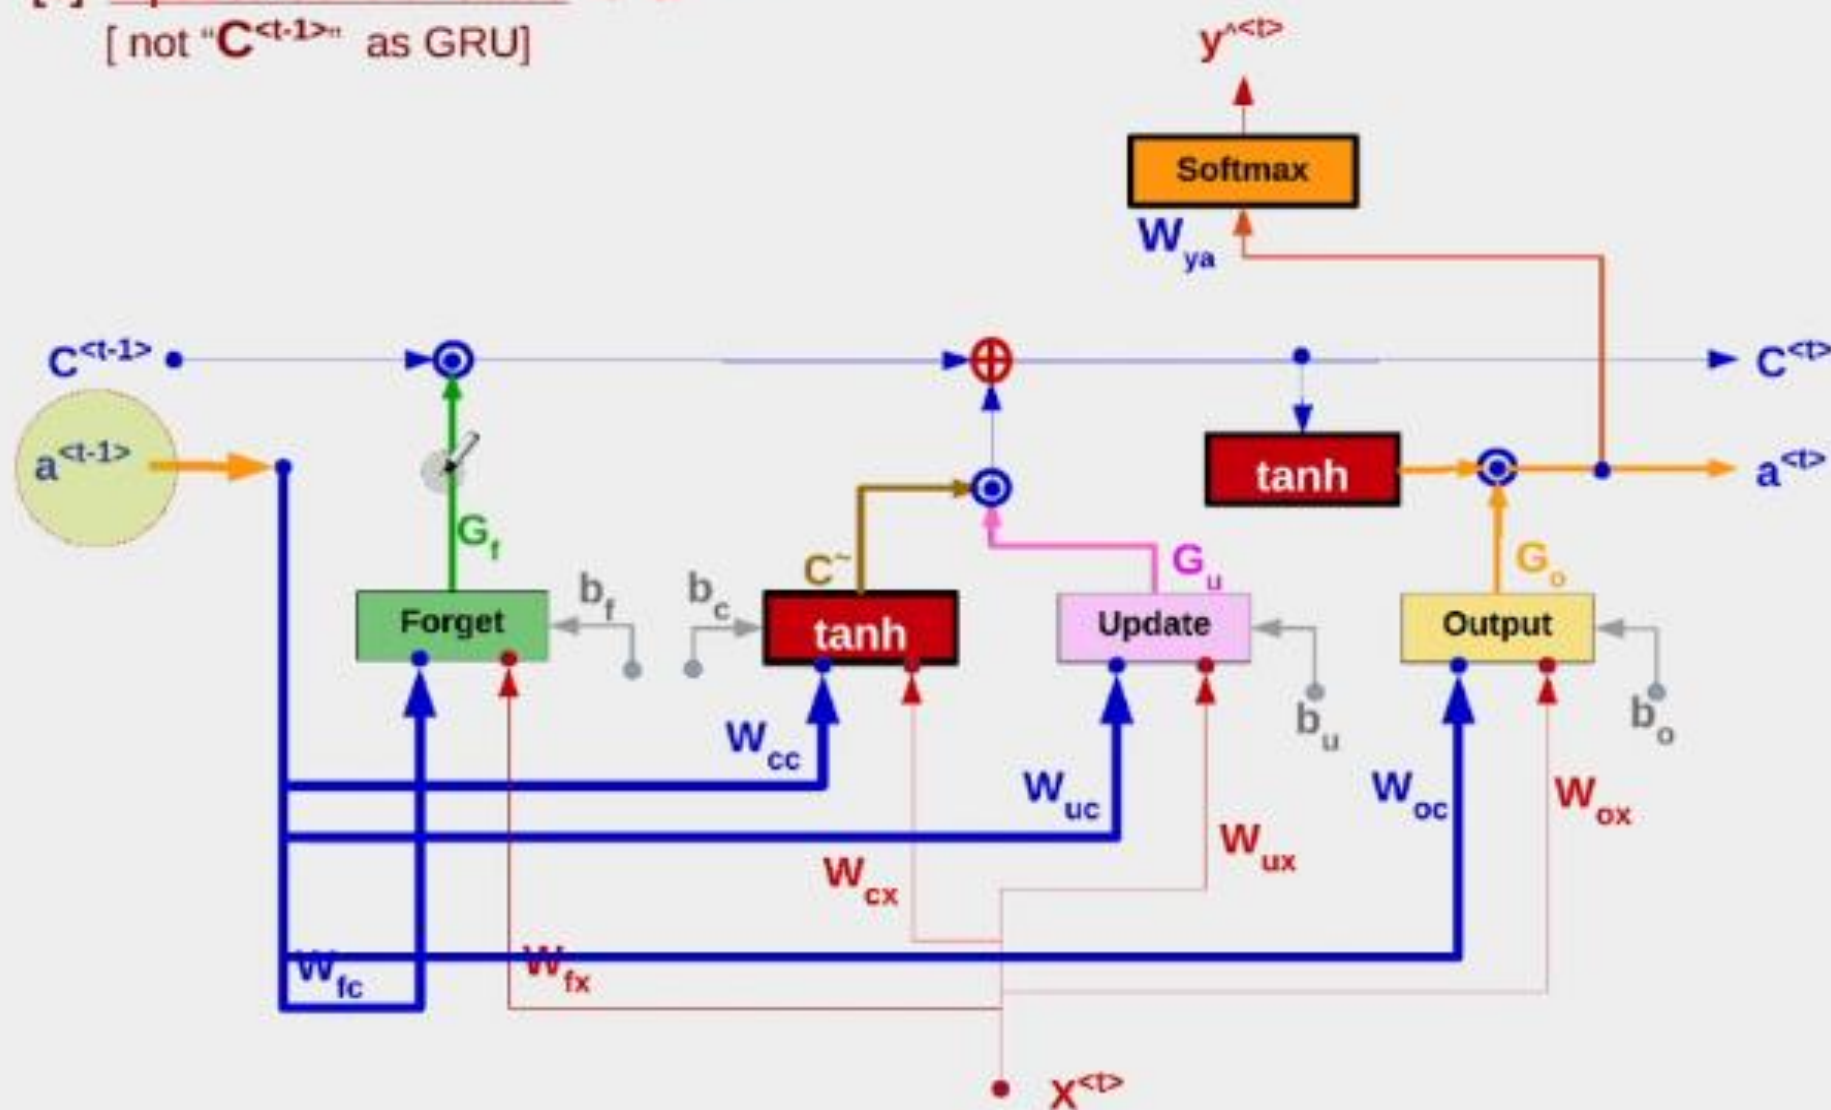 [ not "C<t-1>" as GRU]
y^<t>
Softmax
Wya
C<t-1>
C<t>
a<t-1>
tanh
a<t>
Gf
C~
Gu
Go
bf
bc
Forget
tanh
Update
Output
bu
bo
Wcc
Wuc
Woc
Wox
Wux
Wcx
Wfc
Wfx
X<t>